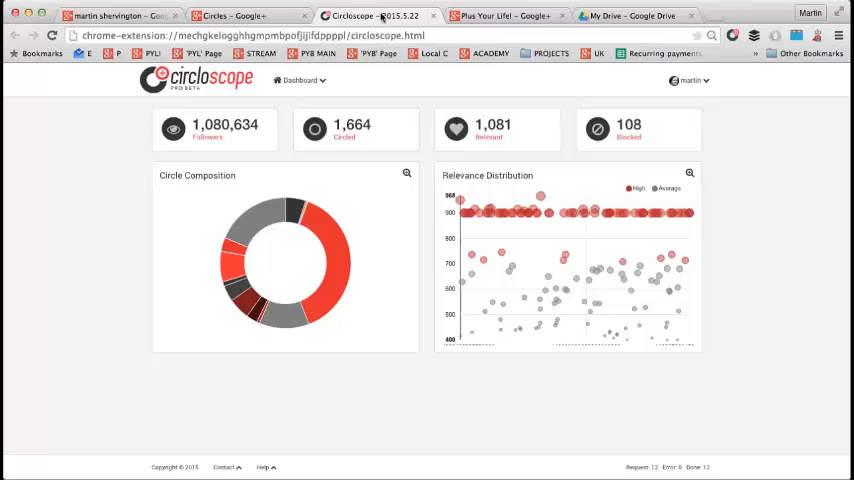 martin shervington - Goo
Circles - Google+
Circloscope - 2015.5.22
Plus Your Life! - Google+
My Drive - Google Drive
Martin
chrome-extension://mechgkelogghhgmpmbpofjijifdppppl/circloscope.html
Bookmarks
E
P
PYLI
'PYL' Page
STREAM
PYB MAIN
'PYB' Page
Local C
ACADEMY
PROJECTS
UK
Recurring payments
»
Other Bookmarks
circloscope
PRO BETA
Dashboard
martin
1,080,634
Followers
1,664
Circled
1,081
Relevant
108
Blocked
Circle Composition
Relevance Distribution
High
Average
968
900
800
700
600
500
400
Copyright © 2015
Contact
Help
Request: 12 Error: 0 Done: 12